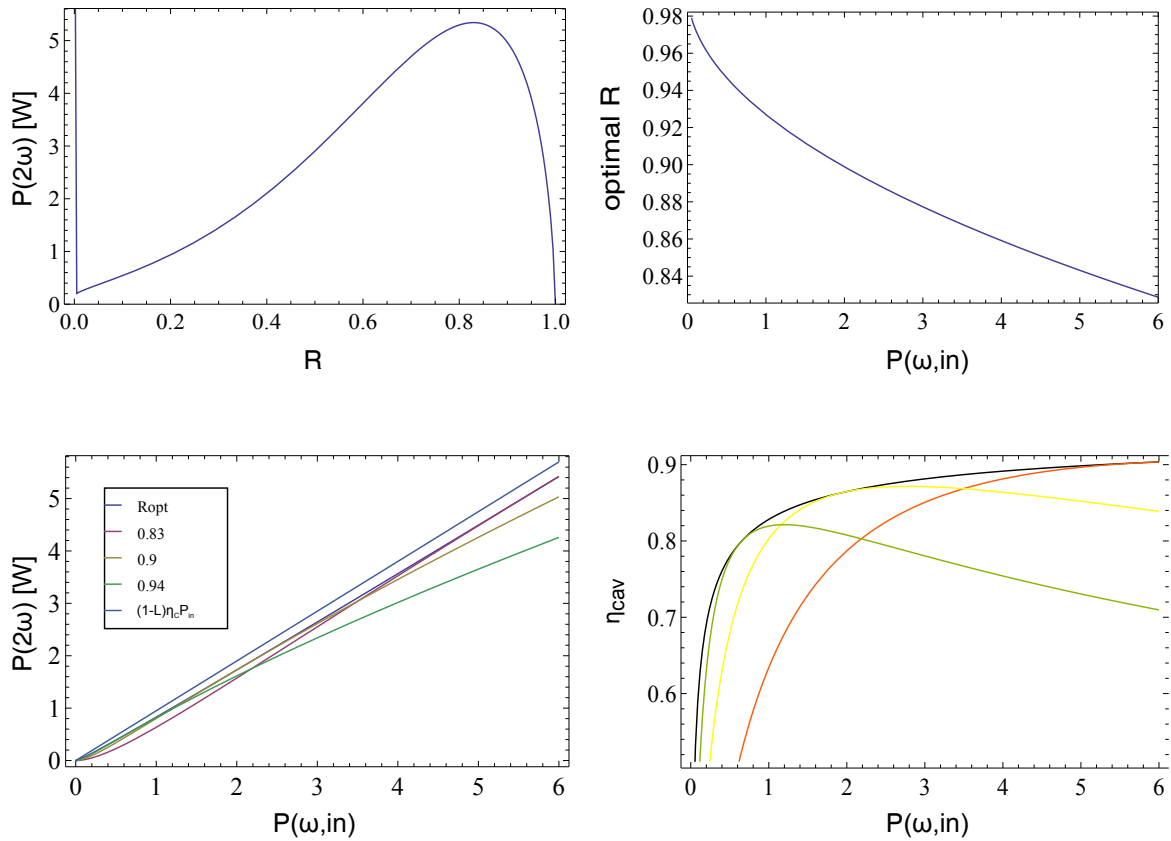 P(2ω) [W]
5
4
3
2
1
0
0.0 0.2 0.4 0.6 0.8 1.0
R
optimal R
0.98
0.96
0.94
0.92
0.90
0.88
0.86
0.84
0 1 2 3 4 5 6
P(ω,in)
P(2ω) [W]
5
4
3
2
1
0
Ropt
0.83
0.9
0.94
(1-L)ηcPin
0 1 2 3 4 5 6
P(ω,in)
ηcav
0.9
0.8
0.7
0.6
0 1 2 3 4 5 6
P(ω,in)